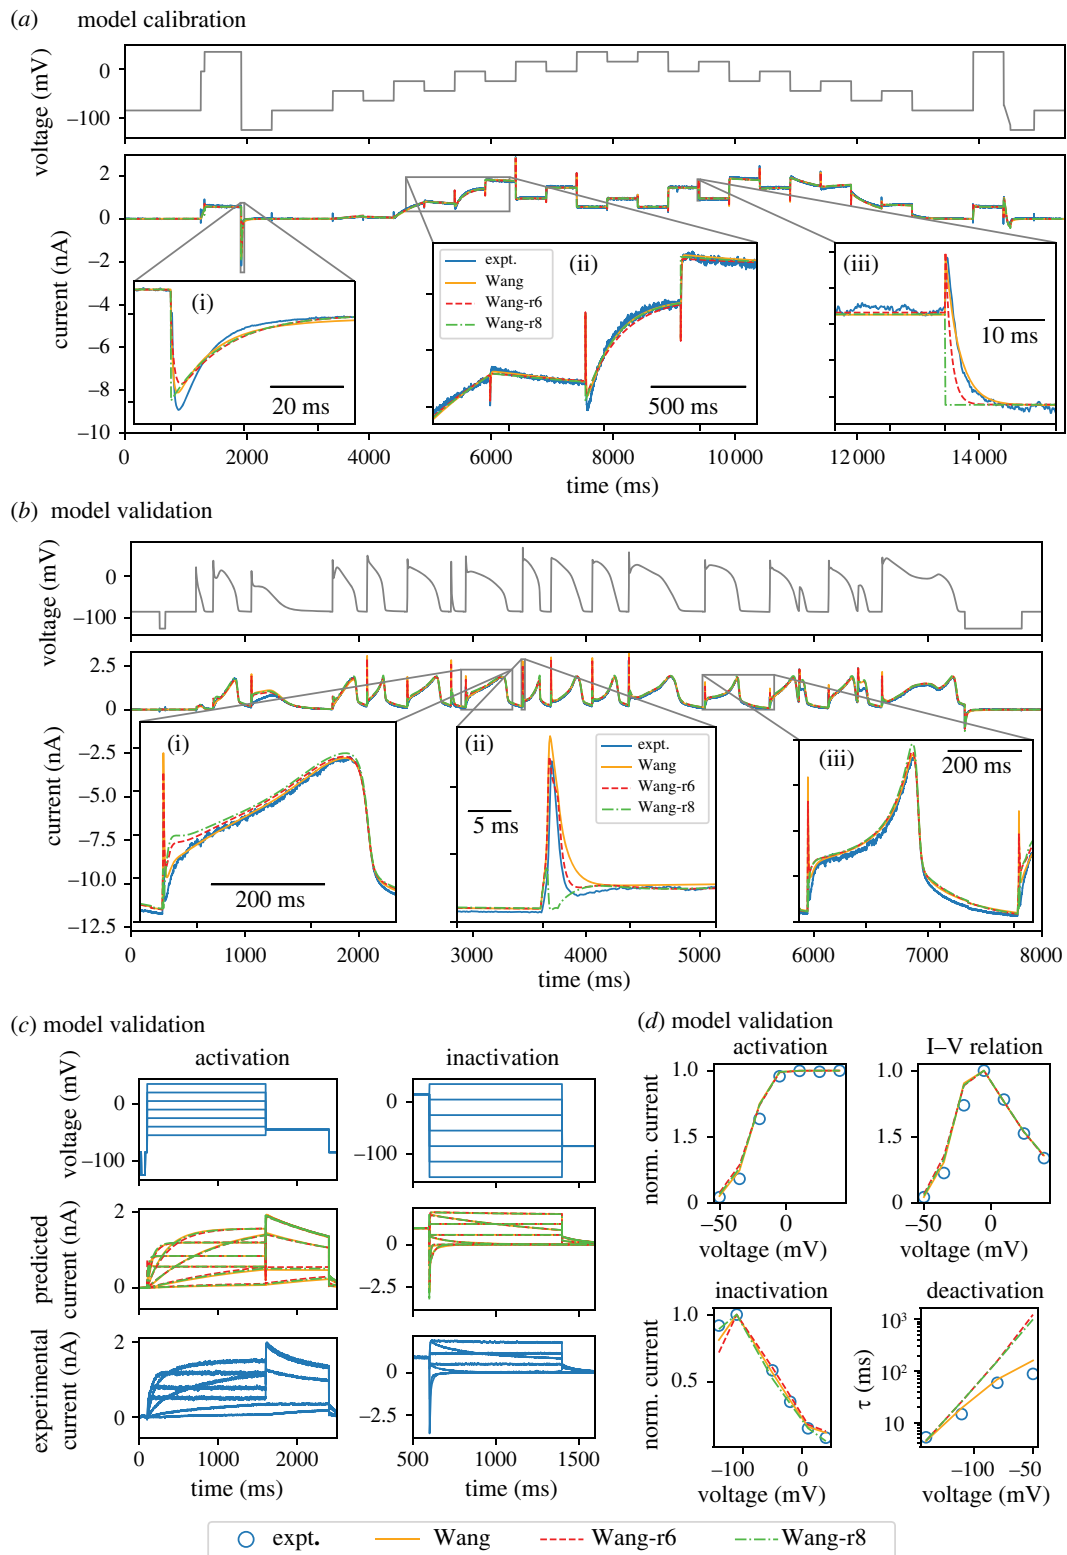 (a) model calibration
voltage (mV)
0
−100
current (nA)
2
0
−2
−4
−6
−8
−10
(i)
20 ms
expt.
Wang
Wang-r6
Wang-r8
(ii)
500 ms
(iii)
10 ms
0 2000 4000 6000 8000 10 000 12 000 14 000
time (ms)
(b) model validation
voltage (mV)
0
−100
current (nA)
2.5
0
−2.5
−5.0
−7.5
−10.0
−12.5
(i)
200 ms
(ii)
5 ms
expt.
Wang
Wang-r6
Wang-r8
(iii)
200 ms
0 1000 2000 3000 4000 5000 6000 7000 8000
time (ms)
(c) model validation
activation
inactivation
voltage (mV)
0
−100
0
−100
predicted
current (nA)
2
1
0
0
−2.5
experimental
current (nA)
2
1
0
0
−2.5
0 1000 2000
time (ms)
500 1000 1500
time (ms)
(d) model validation
activation
I–V relation
norm. current
1.0
1.5
0
−50 0
voltage (mV)
1.0
1.5
0
−50 0
voltage (mV)
inactivation
deactivation
norm. current
1.0
0.5
−100 0
voltage (mV)
τ (ms)
10³
10²
10
−100 −50
voltage (mV)
expt. Wang Wang-r6 Wang-r8